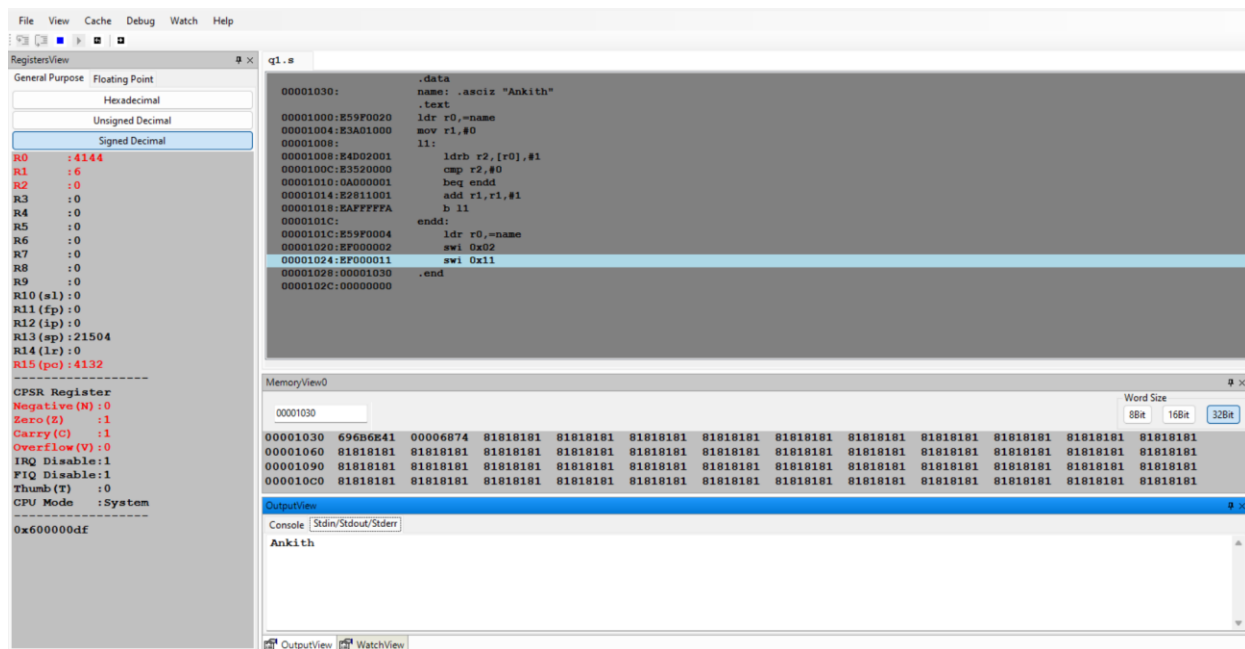 File View Cache Debug Watch Help
RegistersView
General Purpose Floating Point
Hexadecimal
Unsigned Decimal
Signed Decimal
R0 :4144
R1 :6
R2 :0
R3 :0
R4 :0
R5 :0
R6 :0
R7 :0
R8 :0
R9 :0
R10(sl):0
R11(fp):0
R12(ip):0
R13(sp):21504
R14(lr):0
R15(pc):4132
------------------
CPSR Register
Negative(N):0
Zero(Z) :1
Carry(C) :1
Overflow(V):0
IRQ Disable:1
FIQ Disable:1
Thumb(T) :0
CPU Mode :System
------------------
0x600000df
q1.s
.data
00001030: name: .asciz "Ankith"
.text
00001000:E59F0020 ldr r0,=name
00001004:E3A01000 mov r1,#0
00001008: l1:
00001008:E4D02001 ldrb r2,[r0],#1
0000100C:E3520000 cmp r2,#0
00001010:0A000001 beq endd
00001014:E2811001 add r1,r1,#1
00001018:EAFFFFFA b l1
0000101C: endd:
0000101C:E59F0004 ldr r0,=name
00001020:EF000002 swi 0x02
00001024:EF000011 swi 0x11
00001028:00001030 .end
0000102C:00000000
MemoryView0
Word Size
00001030 8Bit 16Bit 32Bit
00001030 696B6E41 00006874 81818181 81818181 81818181 81818181 81818181 81818181 81818181 81818181 81818181 81818181
00001060 81818181 81818181 81818181 81818181 81818181 81818181 81818181 81818181 81818181 81818181 81818181 81818181
00001090 81818181 81818181 81818181 81818181 81818181 81818181 81818181 81818181 81818181 81818181 81818181 81818181
000010C0 81818181 81818181 81818181 81818181 81818181 81818181 81818181 81818181 81818181 81818181 81818181 81818181
OutputView
Console Stdin/Stdout/Stderr
Ankith
OutputView WatchView